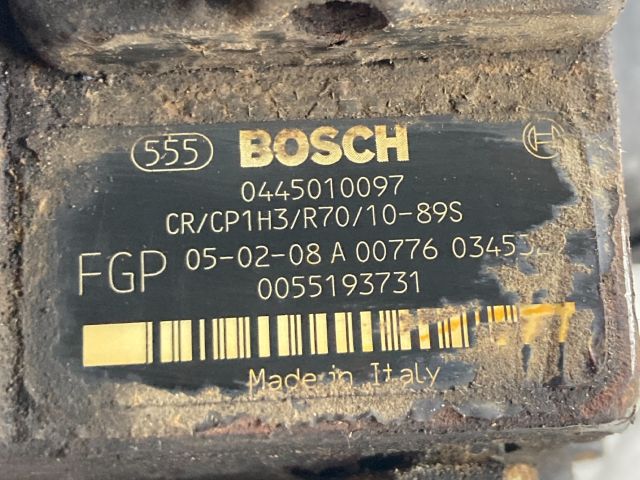 555 BOSCH
0445010097
CR/CP1H3/R70/10-89S
FGP 05-02-08 A 00776
0055193731
Made in Italy